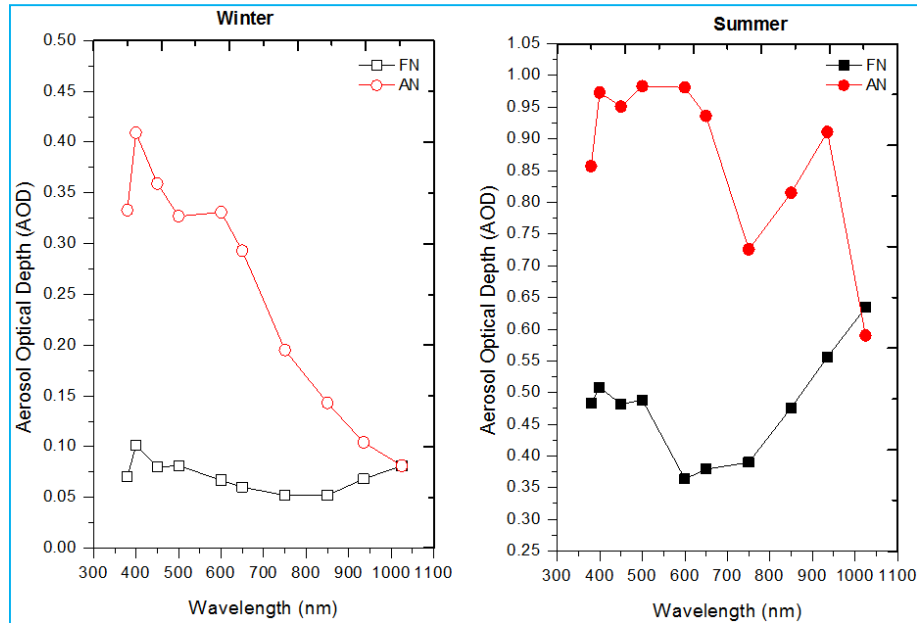 Winter
0.50
0.45
0.40
0.35
0.30
0.25
0.20
0.15
0.10
0.05
0.00
Aerosol Optical Depth (AOD)
FN
AN
300 400 500 600 700 800 900 1000 1100
Wavelength (nm)
Summer
1.05
1.00
0.95
0.90
0.85
0.80
0.75
0.70
0.65
0.60
0.55
0.50
0.45
0.40
0.35
0.30
0.25
Aerosol Optical Depth (AOD)
FN
AN
300 400 500 600 700 800 900 1000 1100
Wavelength (nm)